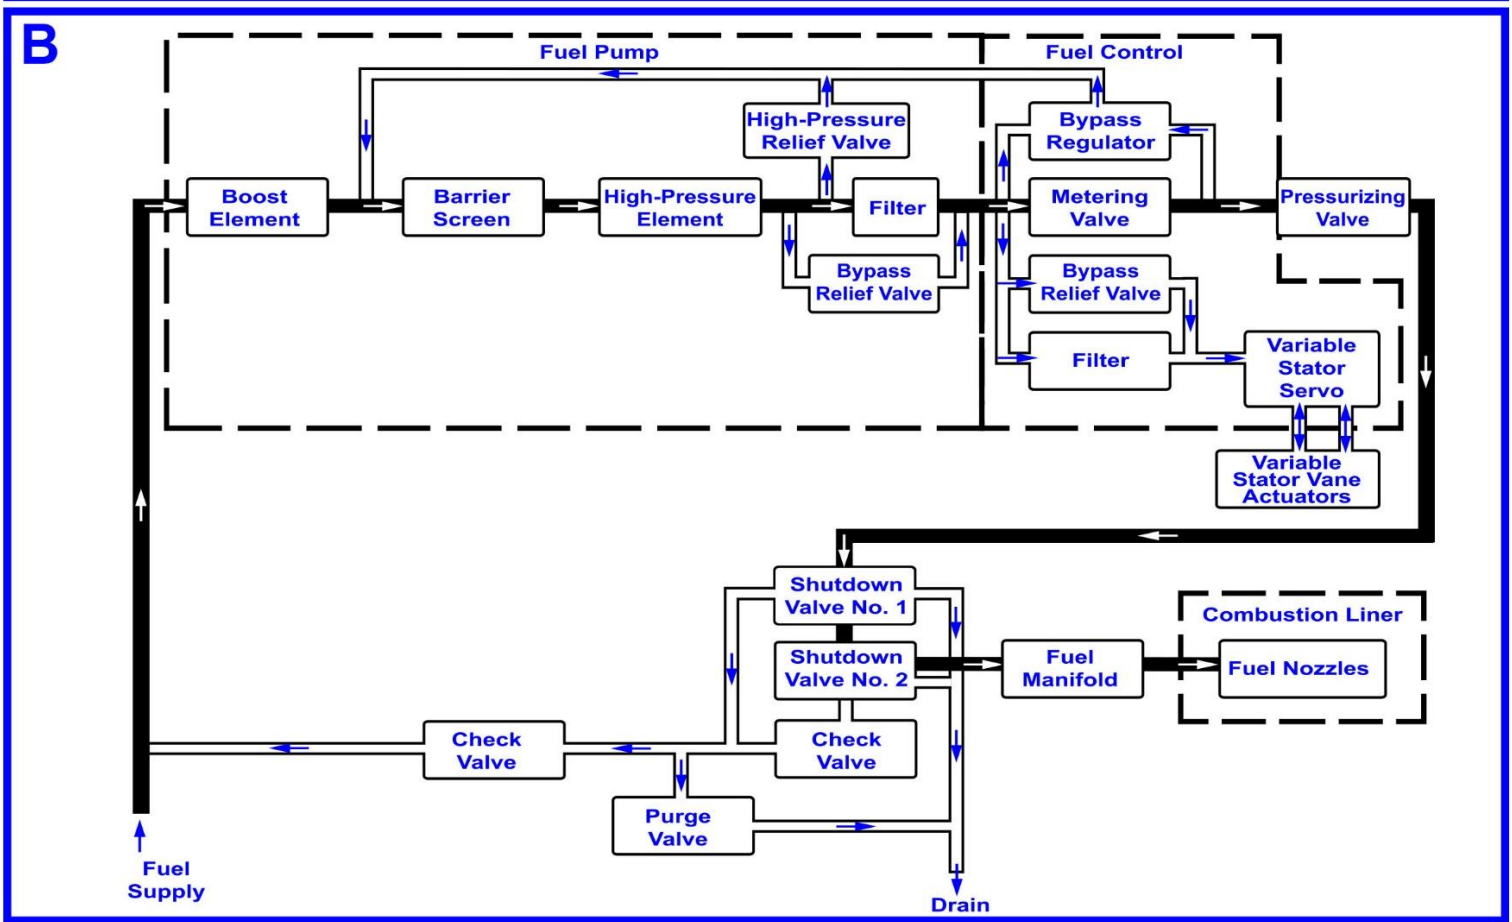 B
Fuel Pump
Fuel Control
High-Pressure
Relief Valve
Bypass
Regulator
Boost
Element
Barrier
Screen
High-Pressure
Element
Filter
Metering
Valve
Pressurizing
Valve
Bypass
Relief Valve
Bypass
Relief Valve
Filter
Variable
Stator
Servo
Variable
Stator Vane
Actuators
Shutdown
Valve No. 1
Combustion Liner
Shutdown
Valve No. 2
Fuel
Manifold
Fuel Nozzles
Check
Valve
Check
Valve
Purge
Valve
Fuel
Supply
Drain